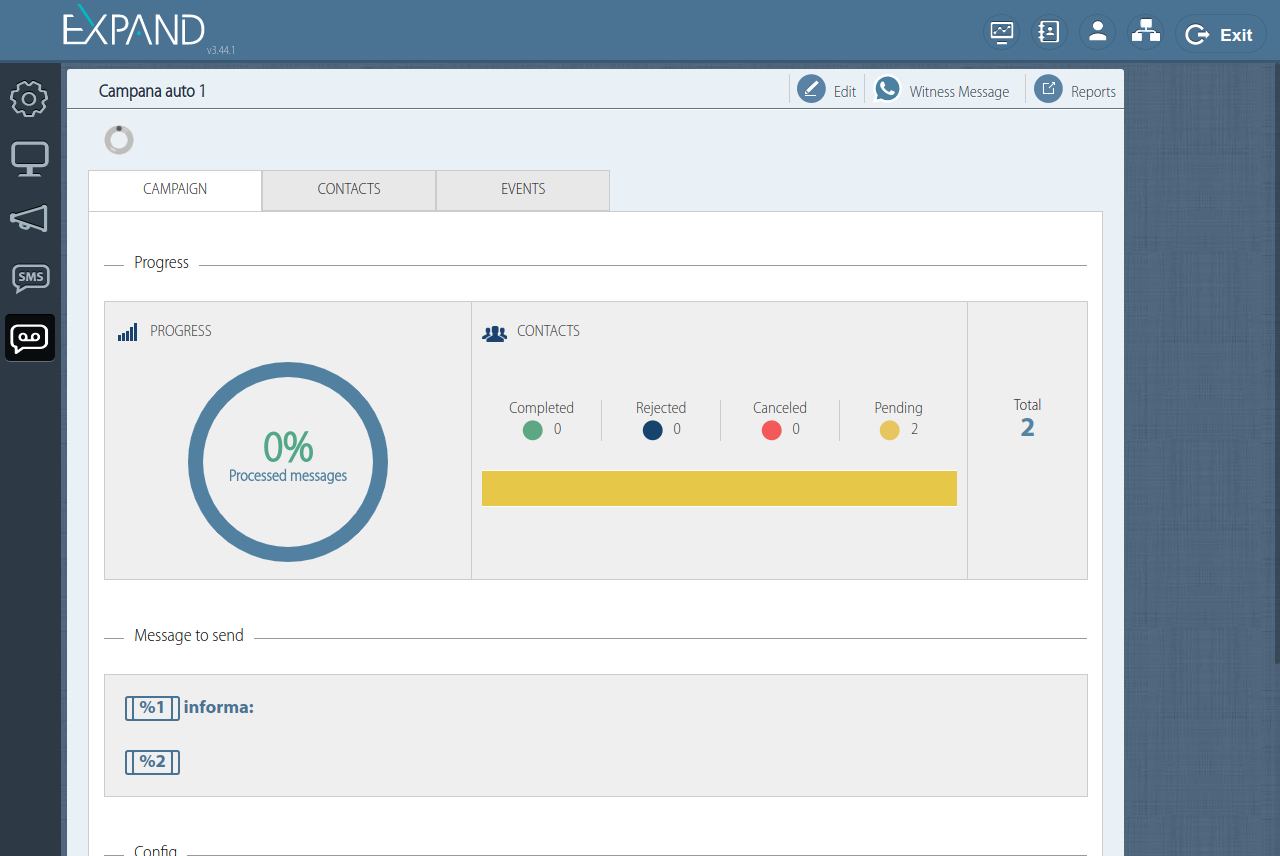 EXPAND
v3.44.1
Exit
Campana auto 1
Edit
Witness Message
Reports
SMS
CAMPAIGN
CONTACTS
EVENTS
Progress
PROGRESS
CONTACTS
0%
Processed messages
Completed
0
Rejected
0
Canceled
0
Pending
2
Total
2
Message to send
%1 informa:
%2
Config